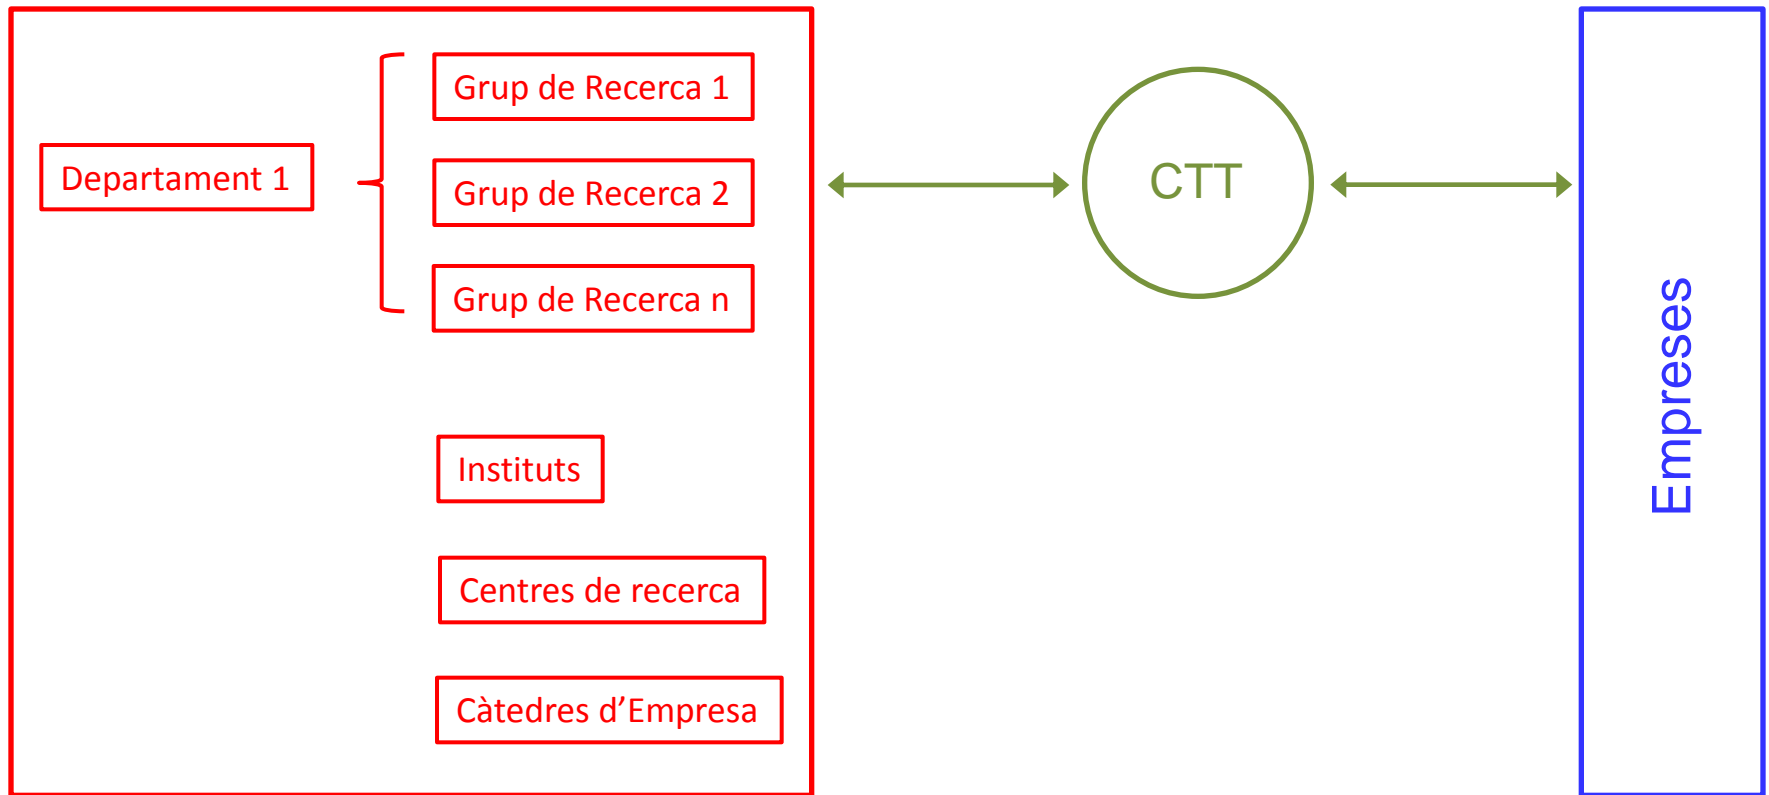 Departament 1
Grup de Recerca 1
Grup de Recerca 2
Grup de Recerca n
Instituts
Centres de recerca
Càtedres d’Empresa
CTT
Empreses